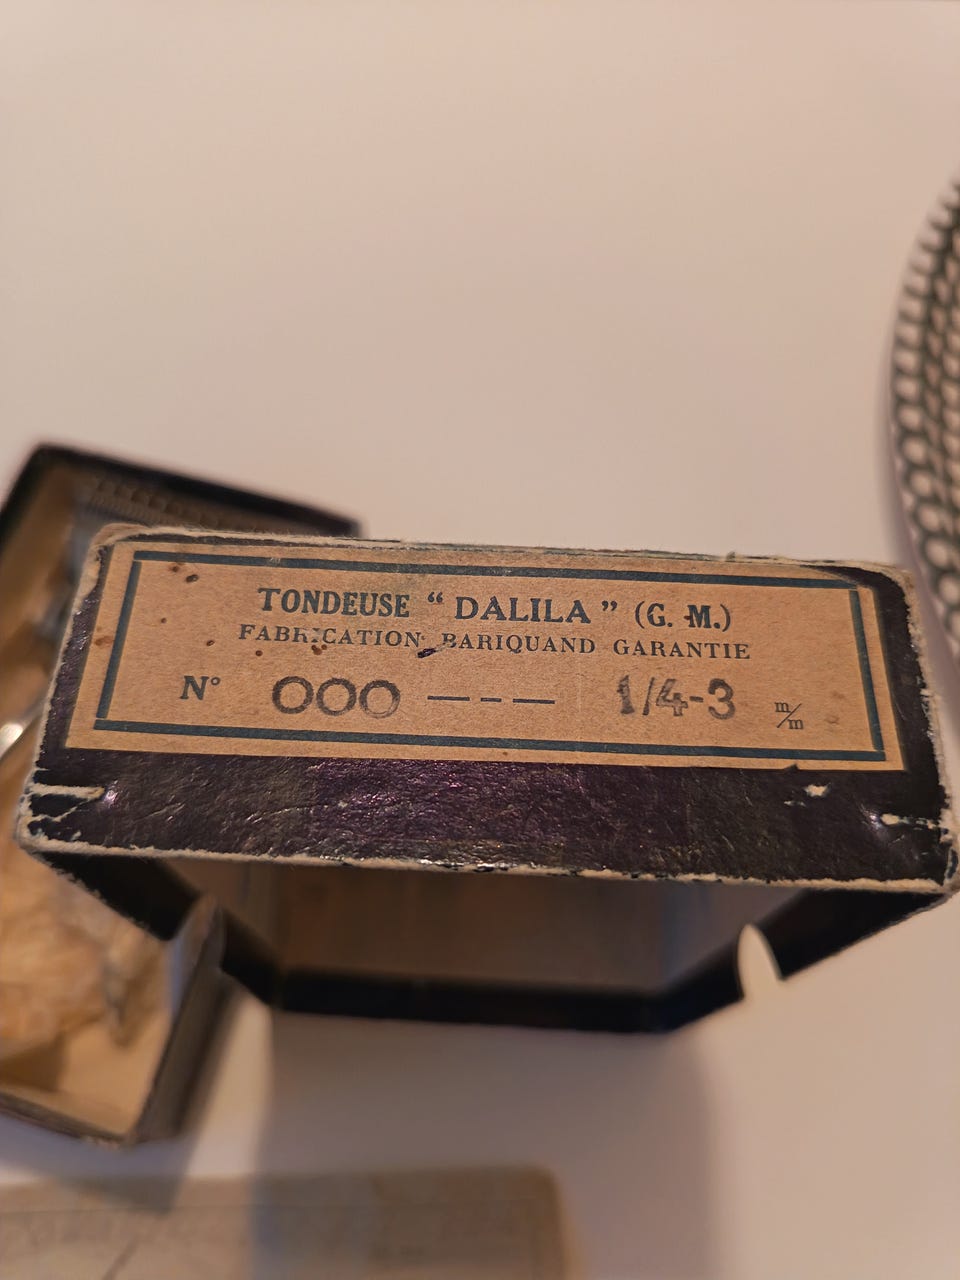 TONDEUSE “ DALILA ” (G. M.)
FABRICATION BARIQUAND GARANTIE
N° 000 — - — 1/4-3 m/m